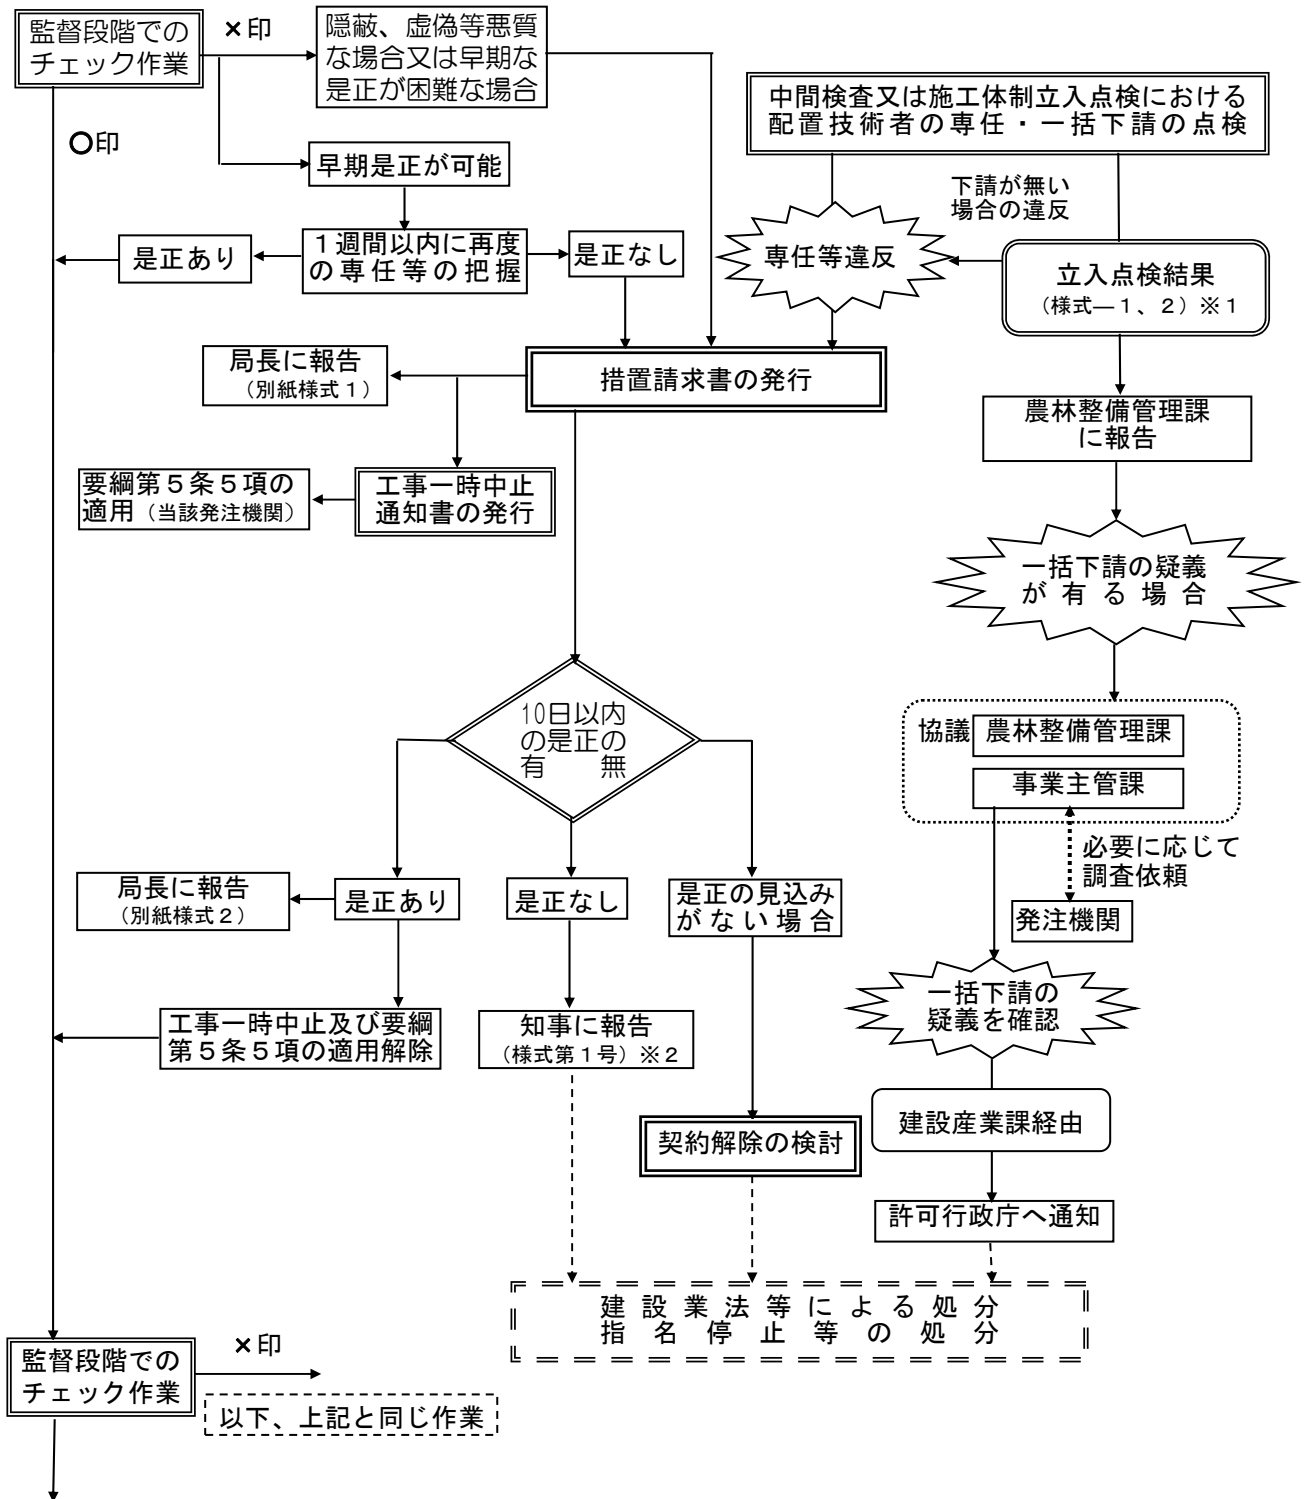 監督段階での
チェック作業
×印
隠蔽、虚偽等悪質
な場合又は早期な
是正が困難な場合
中間検査又は施工体制立入点検における
配置技術者の専任・一括下請の点検
○印
早期是正が可能
下請が無い
場合の違反
是正あり
1週間以内に再度
の専任等の把握
是正なし
専任等違反
立入点検結果
(様式―1、2)※1
局長に報告
(別紙様式1)
措置請求書の発行
農林整備管理課
に報告
要綱第5条5項の
適用(当該発注機関)
工事一時中止
通知書の発行
一括下請の疑義
が有る場合
10日以内
の是正の
有 無
協議
農林整備管理課
事業主管課
必要に応じて
調査依頼
局長に報告
(別紙様式2)
是正あり
是正なし
是正の見込み
がない場合
発注機関
一括下請の
疑義を確認
工事一時中止及び要綱
第5条5項の適用解除
知事に報告
(様式第1号)※2
契約解除の検討
建設産業課経由
許可行政庁へ通知
建設業法等による処分
指名停止等の処分
監督段階での
チェック作業
×印
以下、上記と同じ作業